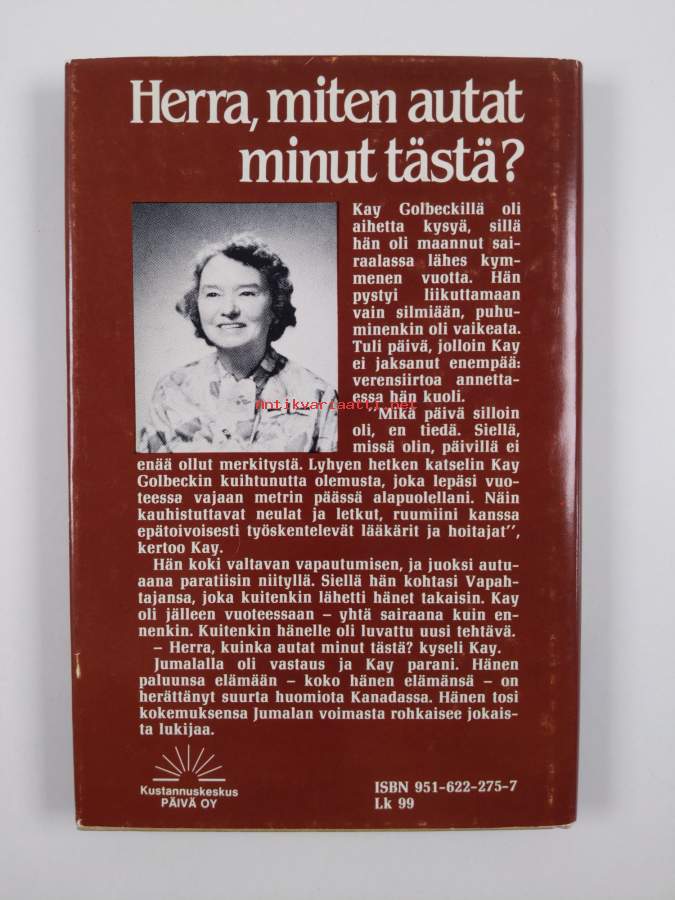 Herra, miten autat
minut tästä?
Kay Golbeckillä oli
aihetta kysyä, sillä
hän oli maannut sai-
raalassa lähes kym-
menen vuotta. Hän
pystyi liikuttamaan
vain silmiään, puhu-
minenkin oli vaikeata.
Tuli päivä, jolloin Kay
ei jaksanut enempää:
verensiirtoa annetta-
essa hän kuoli.
Antikvariaatti.net
"Mikä päivä silloin
oli, en tiedä. Siellä,
missä olin, päivillä ei
enää ollut merkitystä. Lyhyen hetken katselin Kay
Golbeckin kuihtunutta olemusta, joka lepäsi vuo-
teessa vajaan metrin päässä alapuolellani. Näin
kauhistuttavat neulat ja letkut, ruumiini kanssa
epätoivoisesti työskentelevät lääkärit ja hoitajat",
kertoo Kay.
Hän koki valtavan vapautumisen, ja juoksi autu-
aana paratiisin niityllä. Siellä hän kohtasi Vapah-
tajansa, joka kuitenkin lähetti hänet takaisin. Kay
oli jälleen vuoteessaan – yhtä sairaana kuin en-
nenkin. Kuitenkin hänelle oli luvattu uusi tehtävä.
– Herra, kuinka autat minut tästä? kyseli Kay.
Jumalalla oli vastaus ja Kay parani. Hänen
paluunsa elämään – koko hänen elämänsä – on
herättänyt suurta huomiota Kanadassa. Hänen tosi
kokemuksensa Jumalan voimasta rohkaisee jokais-
ta lukijaa.
Kustannuskeskus
PÄIVÄ OY
ISBN 951-622-275-7
Lk 99